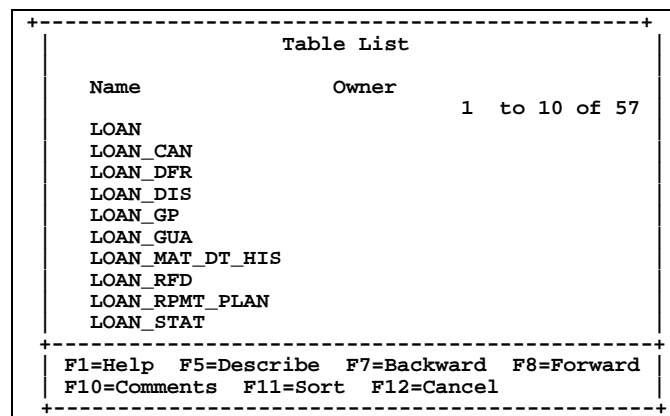 Table List
Name Owner
1 to 10 of 57
LOAN
LOAN_CAN
LOAN_DFR
LOAN_DIS
LOAN_GP
LOAN_GUA
LOAN_MAT_DT_HIS
LOAN_RFD
LOAN_RPMT_PLAN
LOAN_STAT
F1=Help F5=Describe F7=Backward F8=Forward
F10=Comments F11=Sort F12=Cancel